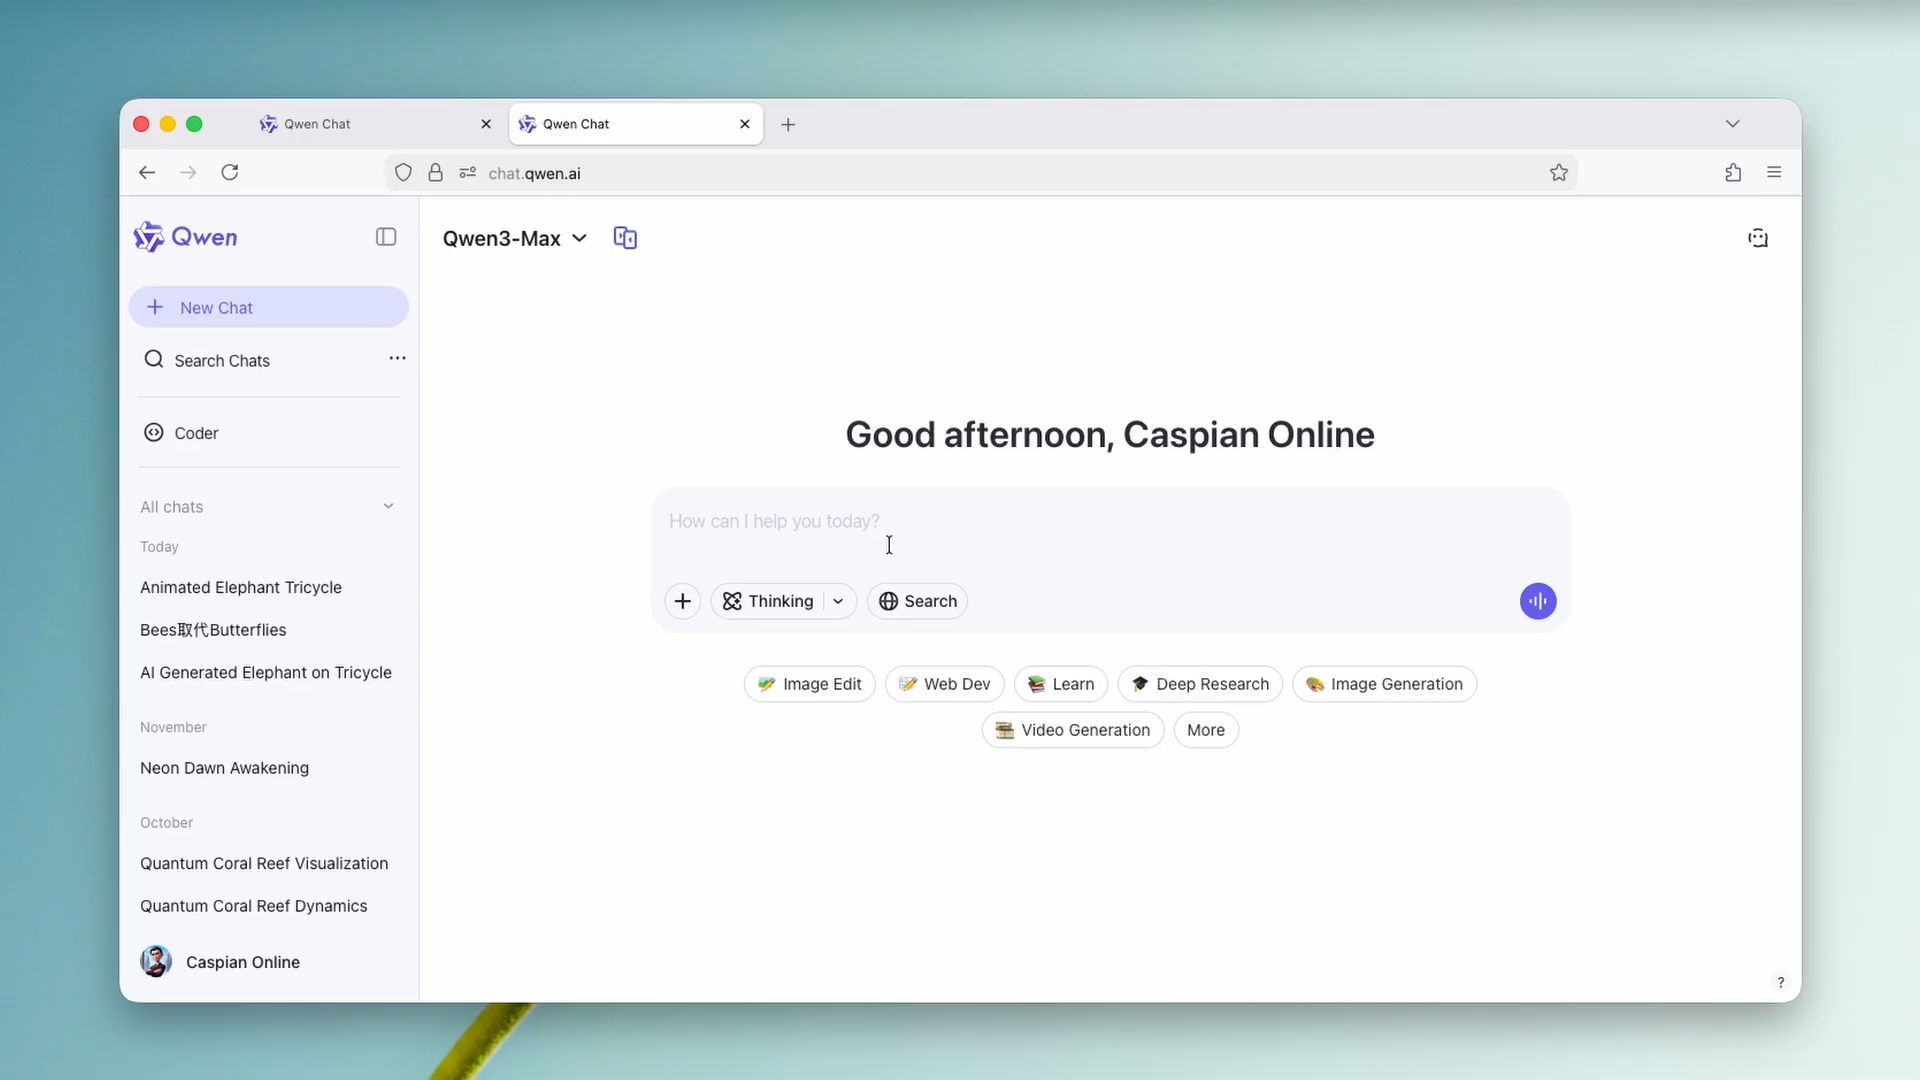 Qwen Chat
Qwen Chat
chat.qwen.ai
Qwen
New Chat
Search Chats
Coder
All chats
Today
Animated Elephant Tricycle
Bees取代Butterflies
AI Generated Elephant on Tricycle
November
Neon Dawn Awakening
October
Quantum Coral Reef Visualization
Quantum Coral Reef Dynamics
Caspian Online
Qwen3-Max
Good afternoon, Caspian Online
How can I help you today?
Thinking
Search
Image Edit
Web Dev
Learn
Deep Research
Image Generation
Video Generation
More
?